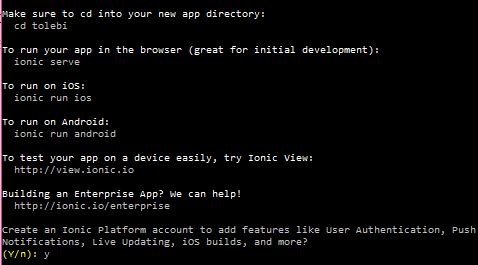 Make sure to cd into your new app directory:
cd tolebi
To run your app in the browser (great for initial development):
ionic serve
To run on iOS:
ionic run ios
To run on Android:
ionic run android
To test your app on a device easily, try Ionic View:
http://view.ionic.io
Building an Enterprise App? We can help!
http://ionic.io/enterprise
Create an Ionic Platform account to add features like User Authentication, Push
Notifications, Live Updating, iOS builds, and more?
(Y/n): y